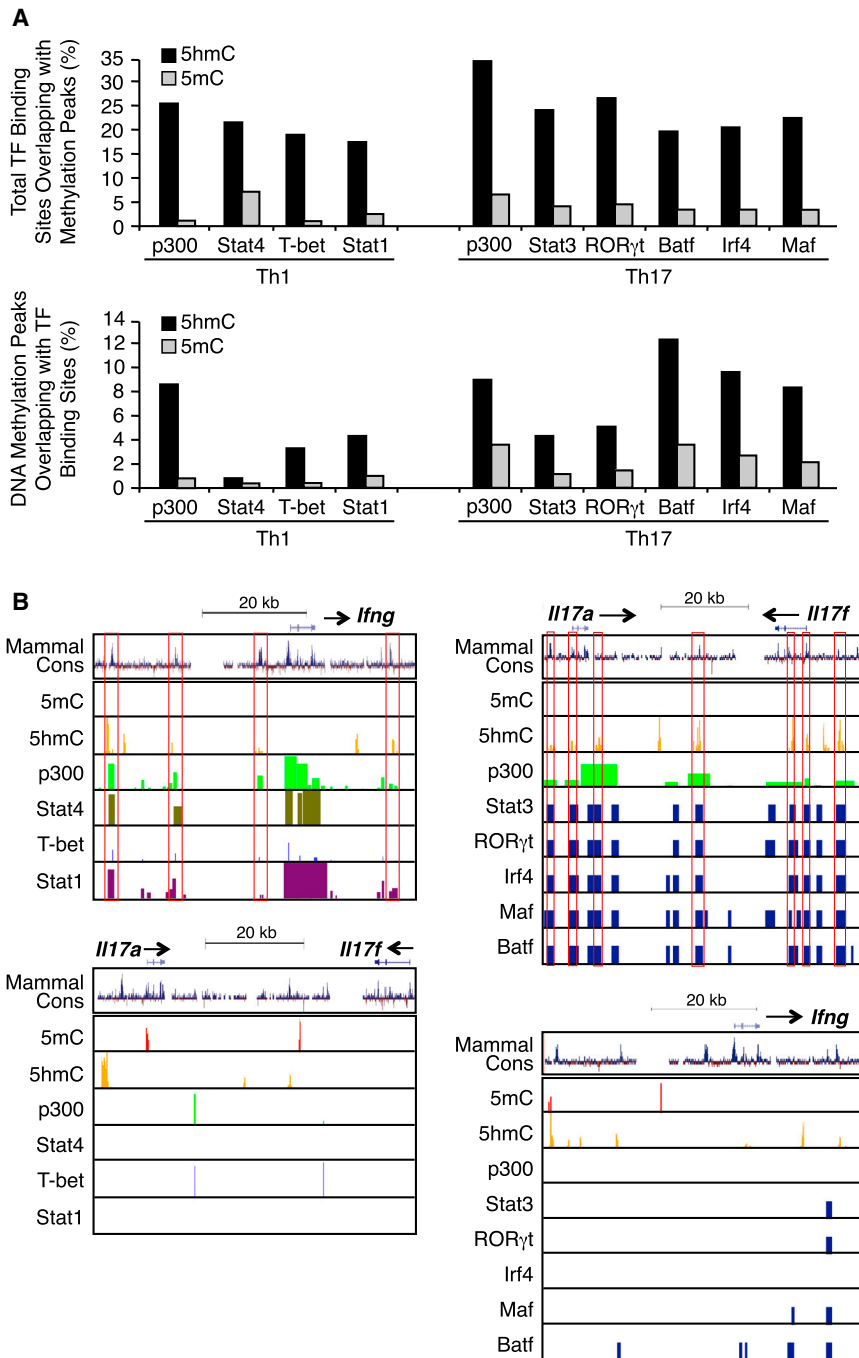 A
Total TF Binding
Sites Overlapping with
Methylation Peaks (%)
35
30
25
20
15
10
5
0
5hmC
5mC
p300 Stat4 T-bet Stat1
Th1
p300 Stat3 RORγt Batf Irf4 Maf
Th17
DNA Methylation Peaks
Overlapping with TF
Binding Sites (%)
14
12
10
8
6
4
2
0
5hmC
5mC
p300 Stat4 T-bet Stat1
Th1
p300 Stat3 RORγt Batf Irf4 Maf
Th17
B
20 kb
Ifng
Mammal
Cons
5mC
5hmC
p300
Stat4
T-bet
Stat1
20 kb
Il17a
Il17f
Mammal
Cons
5mC
5hmC
p300
Stat3
RORγt
Irf4
Maf
Batf
Il17a
20 kb
Il17f
Mammal
Cons
5mC
5hmC
p300
Stat4
T-bet
Stat1
20 kb
Ifng
Mammal
Cons
5mC
5hmC
p300
Stat3
RORγt
Irf4
Maf
Batf